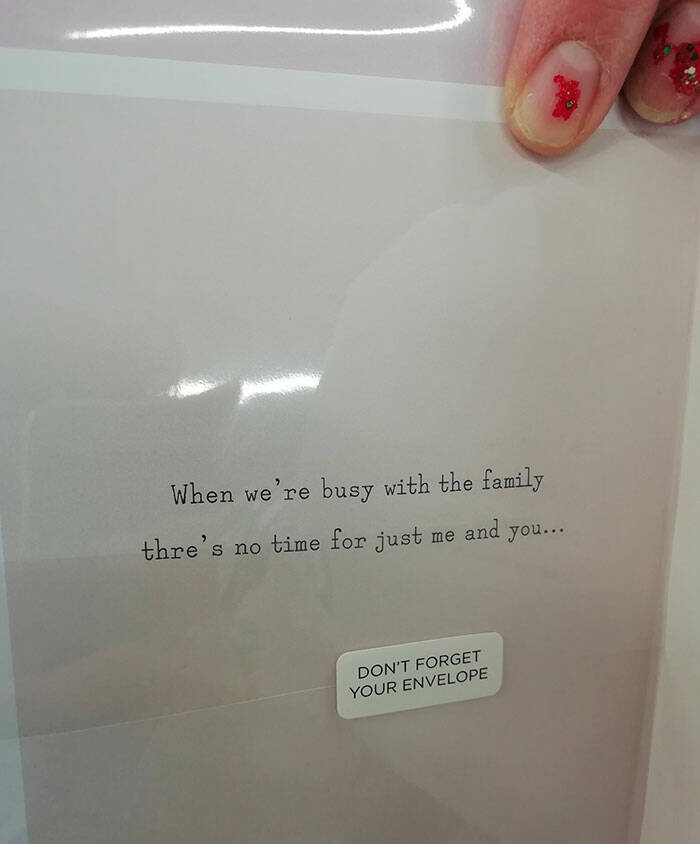 When we're busy with the family
thre's no time for just me and you...
DON'T FORGET
YOUR ENVELOPE